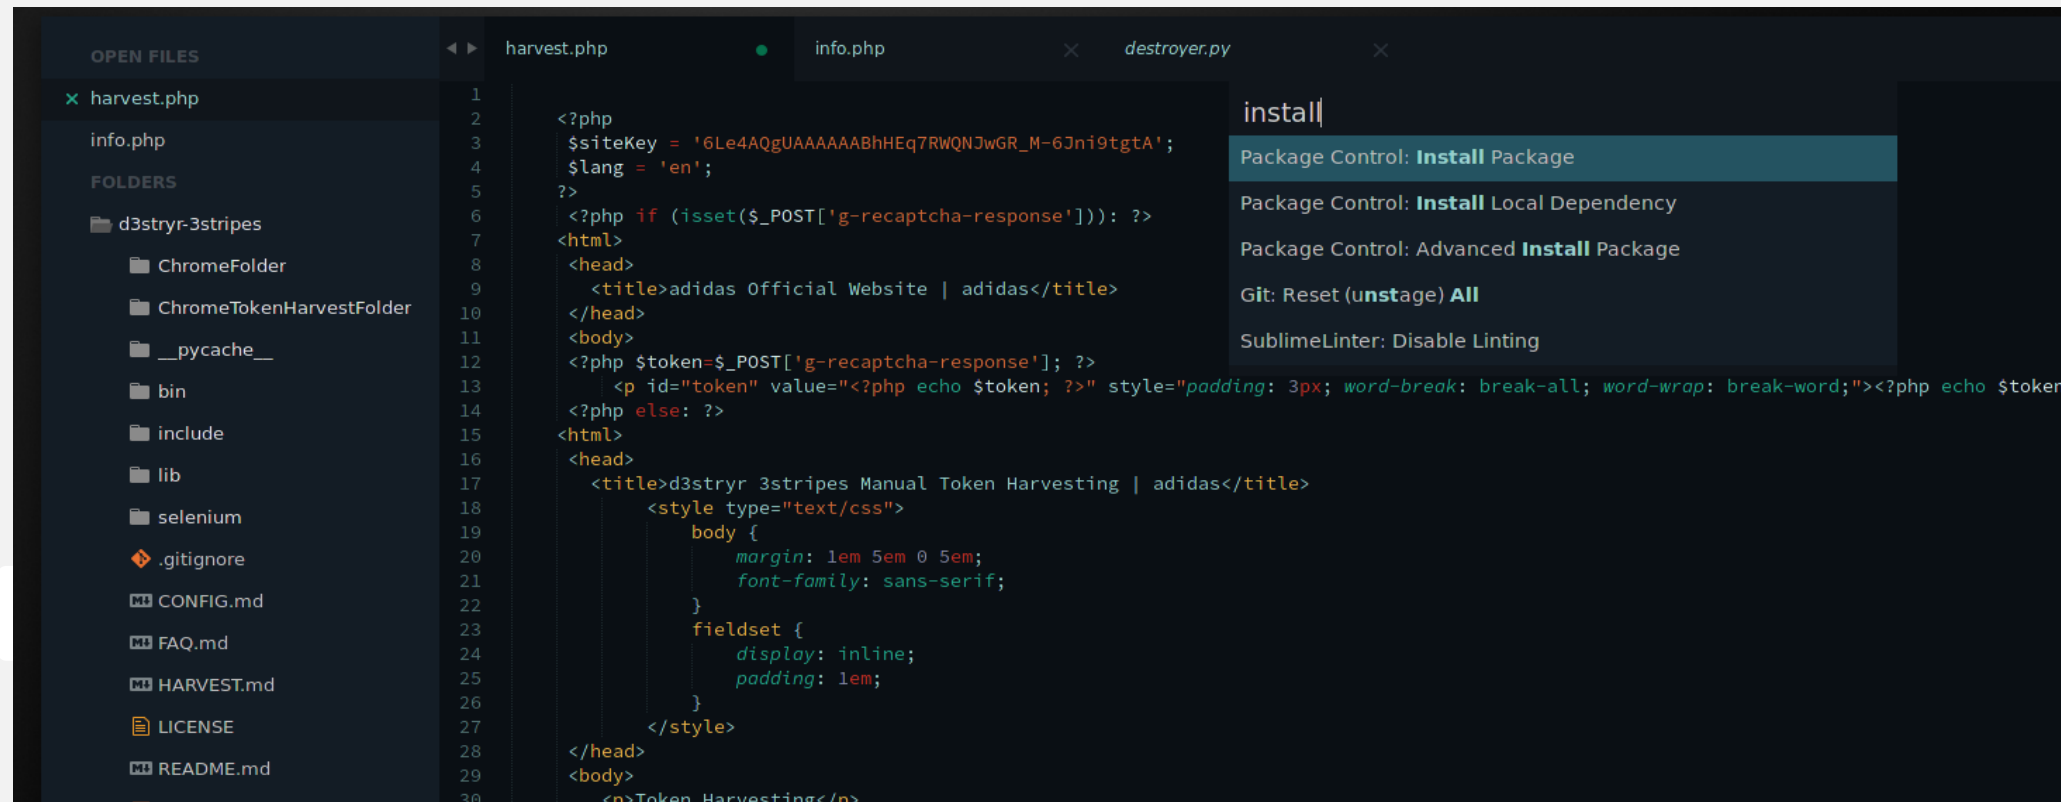 OPEN FILES
harvest.php
info.php
FOLDERS
d3stryr-3stripes
ChromeFolder
ChromeTokenHarvestFolder
__pycache__
bin
include
lib
selenium
.gitignore
CONFIG.md
FAQ.md
HARVEST.md
LICENSE
README.md
harvest.php
info.php
destroyer.py
install
Package Control: Install Package
Package Control: Install Local Dependency
Package Control: Advanced Install Package
Git: Reset (unstage) All
SublimeLinter: Disable Linting
1
2 <?php
3 $siteKey = '6Le4AQgUAAAAAABhHEq7RWQNJwGR_M-6Jni9tgtA';
4 $lang = 'en';
5 ?>
6 <?php if (isset($_POST['g-recaptcha-response'])): ?>
7 <html>
8 <head>
9 <title>adidas Official Website | adidas</title>
10 </head>
11 <body>
12 <?php $token=$_POST['g-recaptcha-response']; ?>
13 <p id="token" value="<?php echo $token; ?>" style="padding: 3px; word-break: break-all; word-wrap: break-word;"><?php echo $token
14 <?php else: ?>
15 <html>
16 <head>
17 <title>d3stryr 3stripes Manual Token Harvesting | adidas</title>
18 <style type="text/css">
19 body {
20 margin: 1em 5em 0 5em;
21 font-family: sans-serif;
22 }
23 fieldset {
24 display: inline;
25 padding: 1em;
26 }
27 </style>
28 </head>
29 <body>
30 <p>Token Harvesting</p>